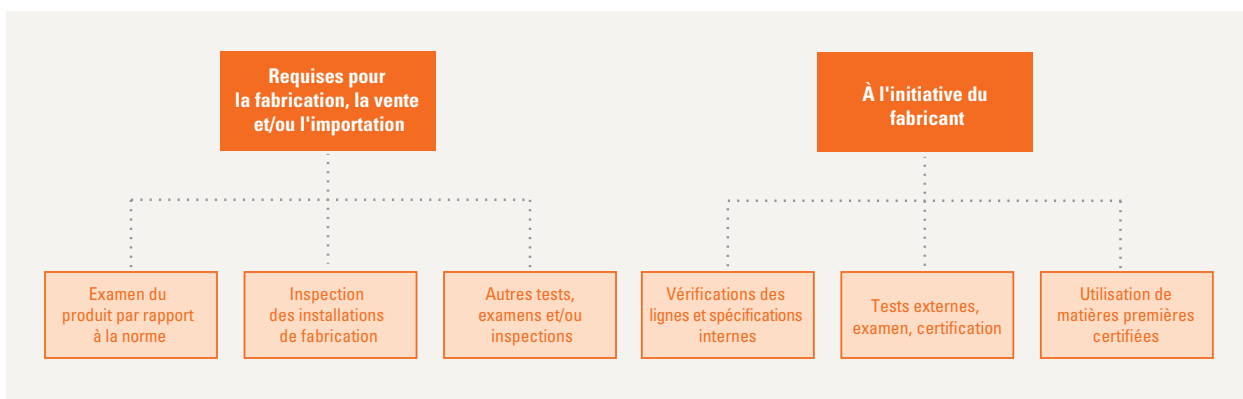 Requises pour
la fabrication, la vente
et/ou l'importation
À l'initiative du
fabricant
Examen du
produit par rapport
à la norme
Inspection
des installations
de fabrication
Autres tests,
examens et/ou
inspections
Vérifications des
lignes et spécifications
internes
Tests externes,
examen, certification
Utilisation de
matières premières
certifiées